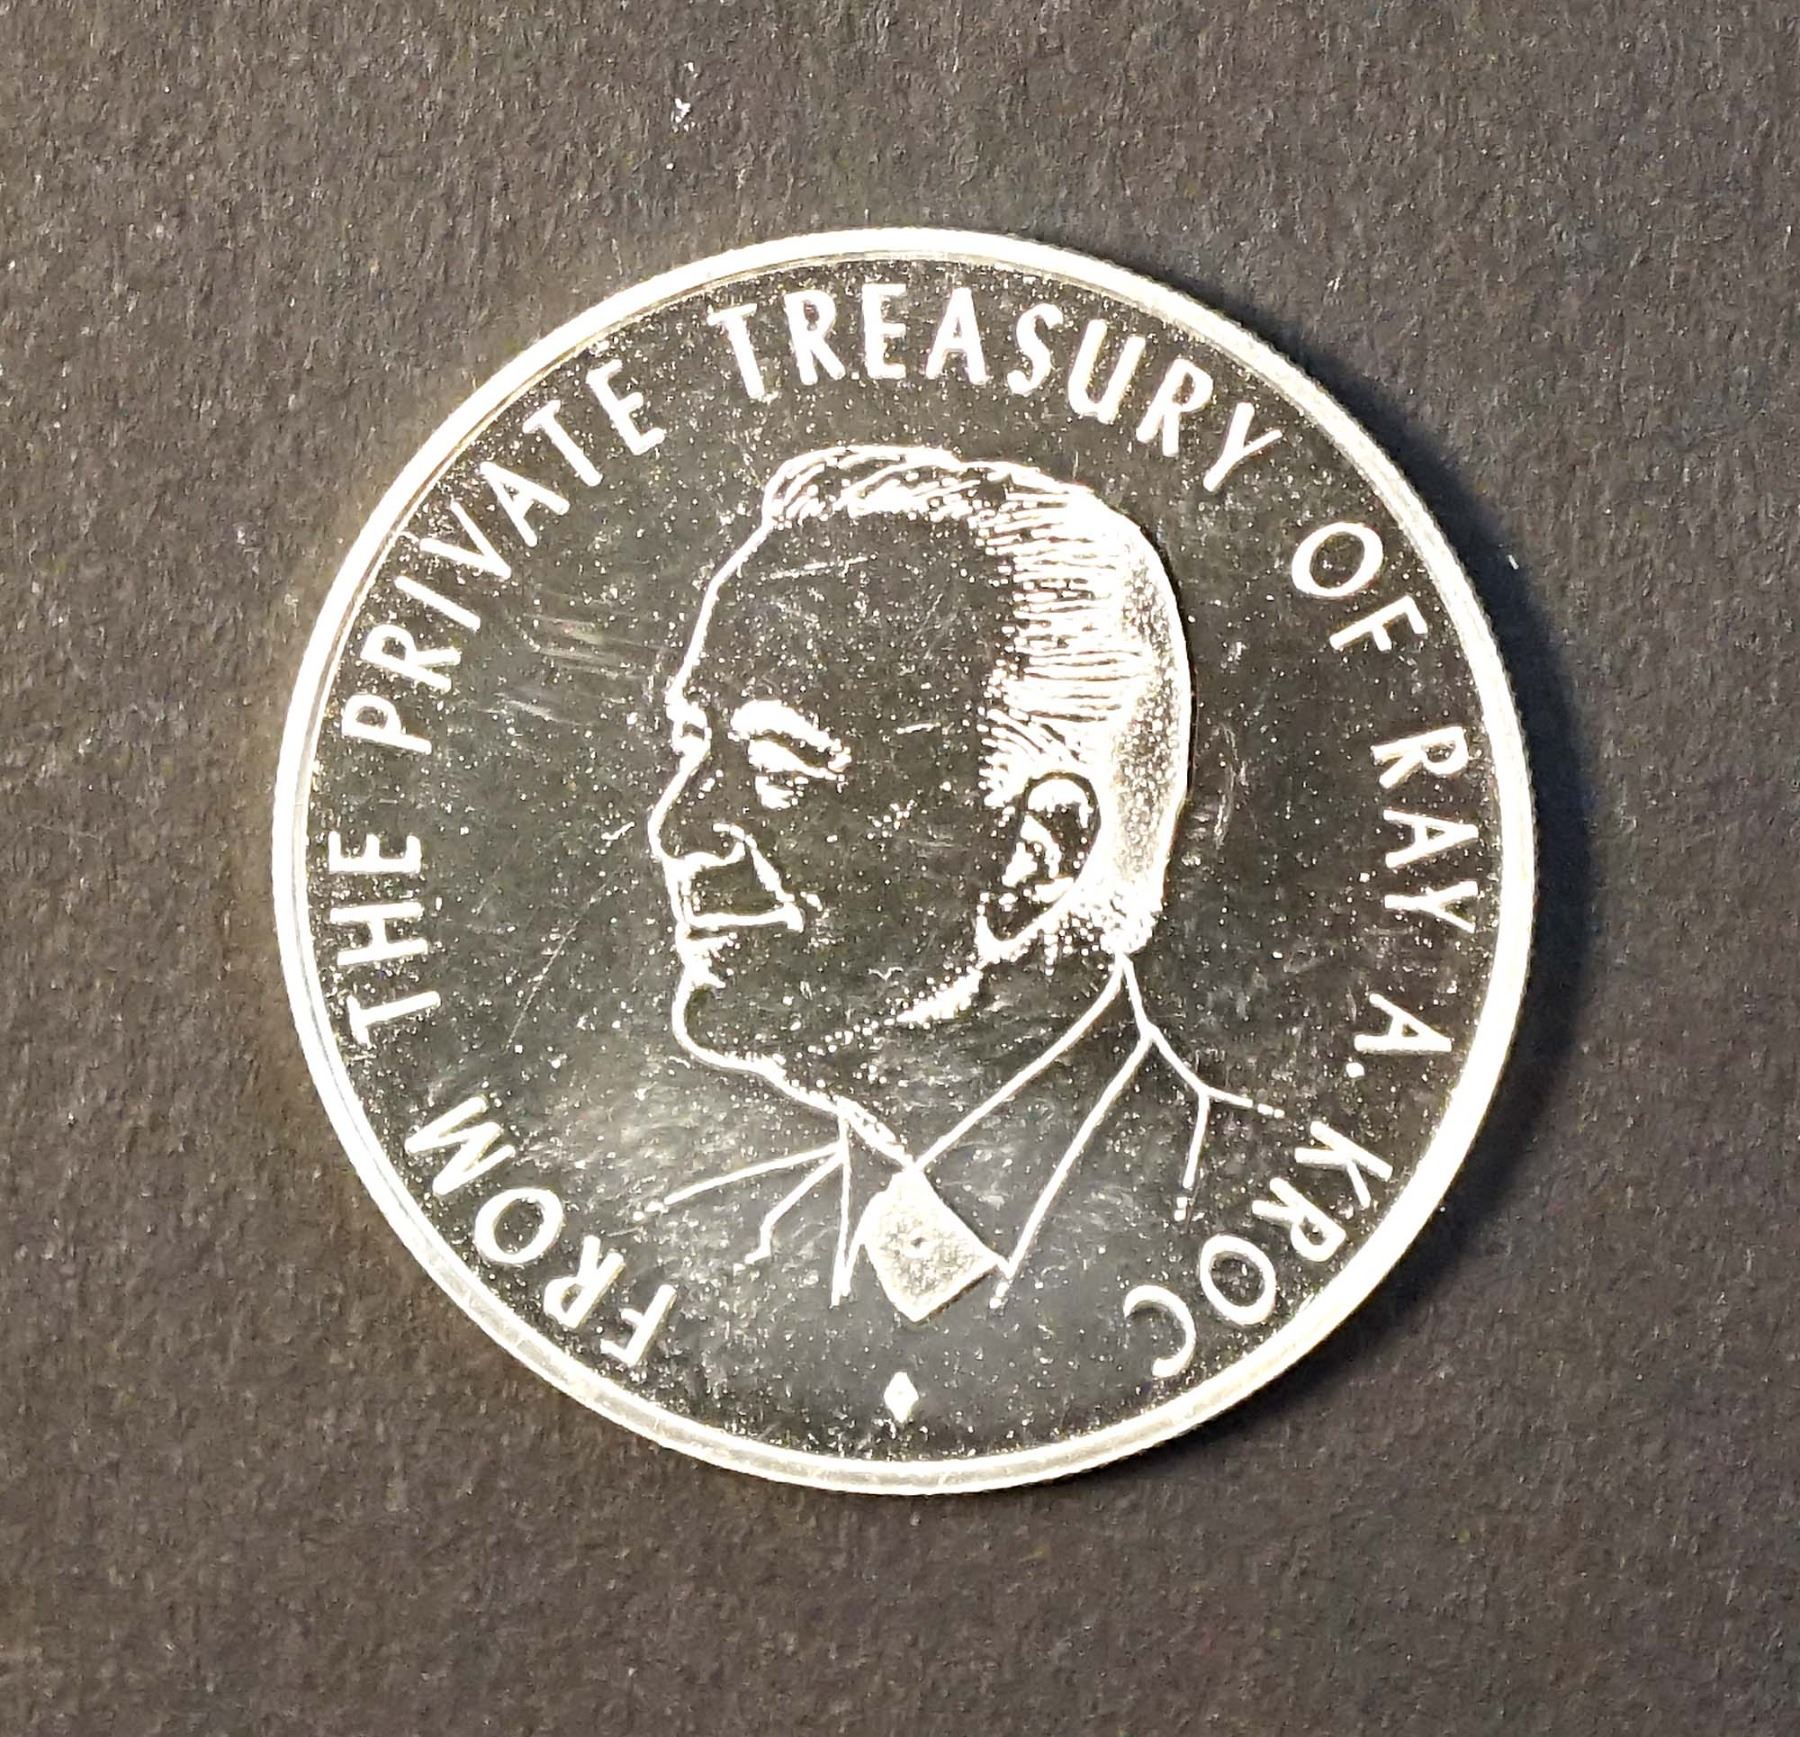 FROM THE PRIVATE TREASURY OF RAY A. KROC